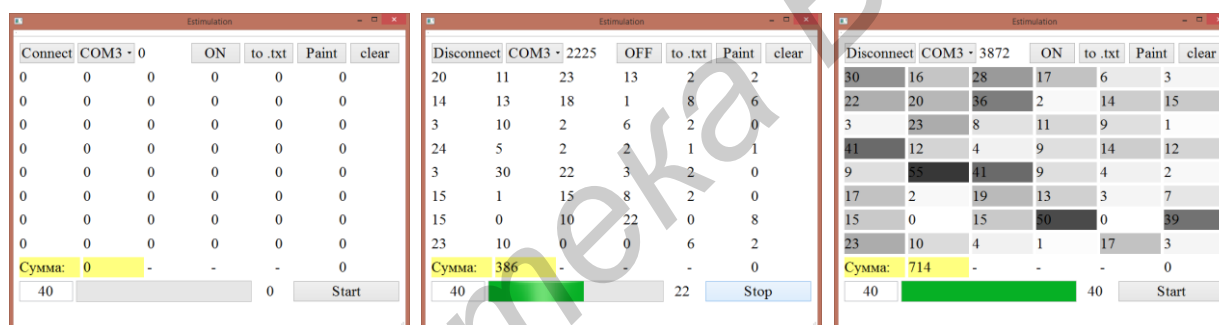 Estimulation
Connect COM3 0 ON to .txt Paint clear
0 0 0 0 0 0
0 0 0 0 0 0
0 0 0 0 0 0
0 0 0 0 0 0
0 0 0 0 0 0
0 0 0 0 0 0
0 0 0 0 0 0
0 0 0 0 0 0
Сумма: 0 - - - 0
40 0 Start
Estimulation
Disconnect COM3 2225 OFF to .txt Paint clear
20 11 23 13 2 2
14 13 18 1 8 6
3 10 2 6 2 0
24 5 2 2 1 1
3 30 22 3 2 0
15 1 15 8 2 0
15 0 10 22 0 8
23 10 0 0 6 2
Сумма: 386 - - - 0
40 22 Stop
Estimulation
Disconnect COM3 3872 ON to .txt Paint clear
30 16 28 17 6 3
22 20 36 2 14 15
3 23 8 11 9 1
41 12 4 9 14 12
9 55 41 9 4 2
17 2 19 13 3 7
15 0 15 50 0 39
23 10 4 1 17 3
Сумма: 714 - - - 0
40 40 Start